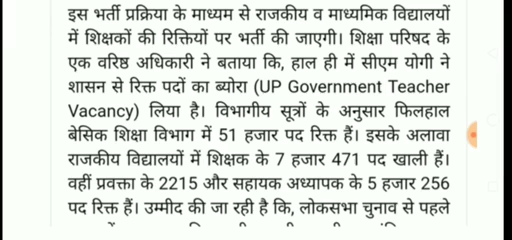 इस भर्ती प्रक्रिया के माध्यम से राजकीय व माध्यमिक विद्यालयों
में शिक्षकों की रिक्तियों पर भर्ती की जाएगी। शिक्षा परिषद के
एक वरिष्ठ अधिकारी ने बताया कि, हाल ही में सीएम योगी ने
शासन से रिक्त पदों का ब्योरा (UP Government Teacher
Vacancy) लिया है। विभागीय सूत्रों के अनुसार फिलहाल
बेसिक शिक्षा विभाग में 51 हजार पद रिक्त हैं। इसके अलावा
राजकीय विद्यालयों में शिक्षक के 7 हजार 471 पद खाली हैं।
वहीं प्रवक्ता के 2215 और सहायक अध्यापक के 5 हजार 256
पद रिक्त हैं। उम्मीद की जा रही है कि, लोकसभा चुनाव से पहले